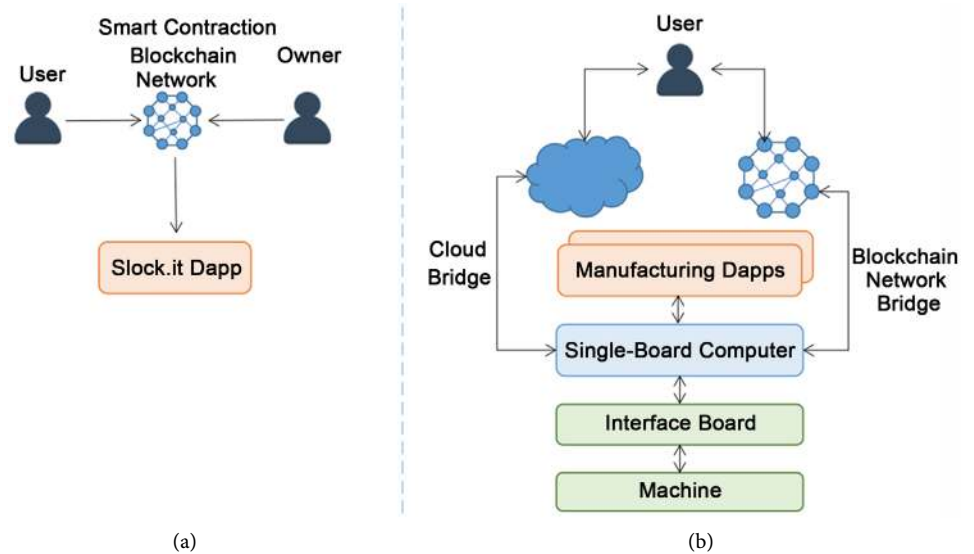 Smart Contraction
Blockchain
Network
User
Owner
Slock.it Dapp
(a)
User
Cloud
Bridge
Manufacturing Dapps
Blockchain
Network
Bridge
Single-Board Computer
Interface Board
Machine
(b)